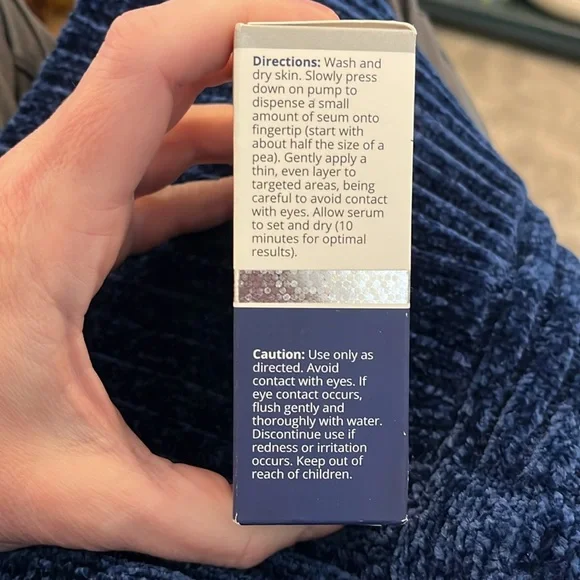 Directions: Wash and
dry skin. Slowly press
down on pump to
dispense a small
amount of seum onto
fingertip (start with
about half the size of a
pea). Gently apply a
thin, even layer to
targeted areas, being
careful to avoid contact
with eyes. Allow serum
to set and dry (10
minutes for optimal
results).
Caution: Use only as
directed. Avoid
contact with eyes. If
eye contact occurs,
flush gently and
thoroughly with water.
Discontinue use if
redness or irritation
occurs. Keep out of
reach of children.